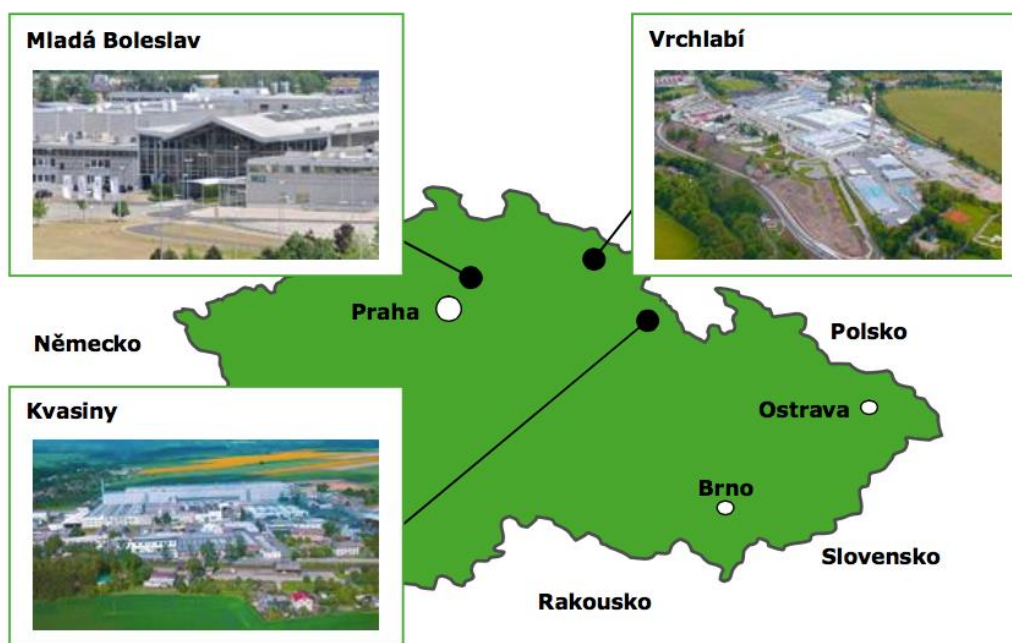 Mladá Boleslav
Vrchlabí
Praha
Německo
Polsko
Kvasiny
Ostrava
Brno
Slovensko
Rakousko